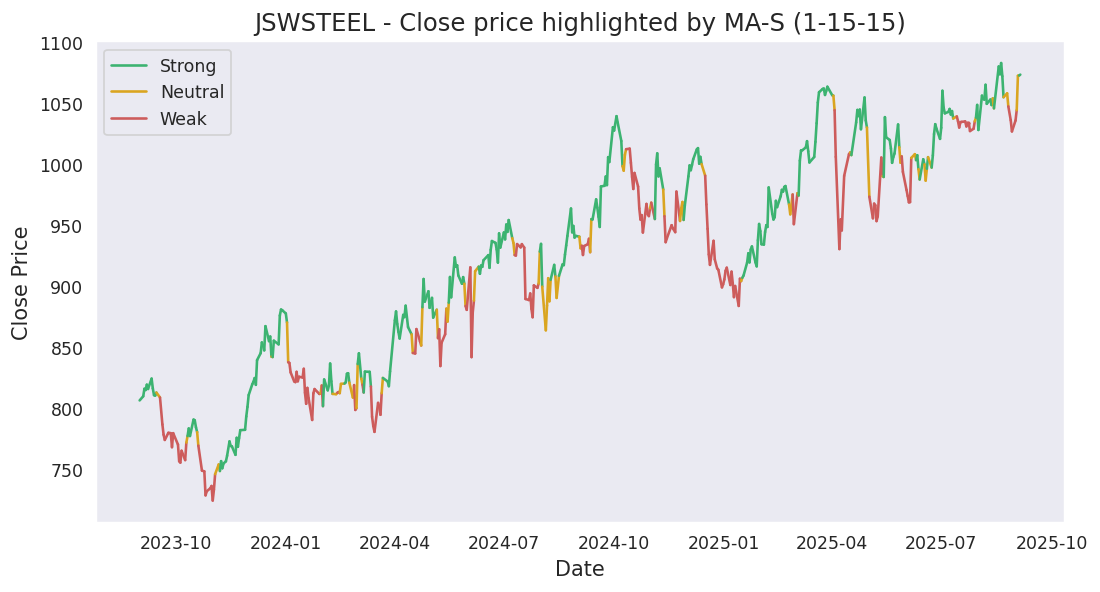 JSWSTEEL - Close price highlighted by MA-S (1-15-15)
Strong
Neutral
Weak
Close Price
1100
1050
1000
950
900
850
800
750
2023-10 2024-01 2024-04 2024-07 2024-10 2025-01 2025-04 2025-07 2025-10
Date